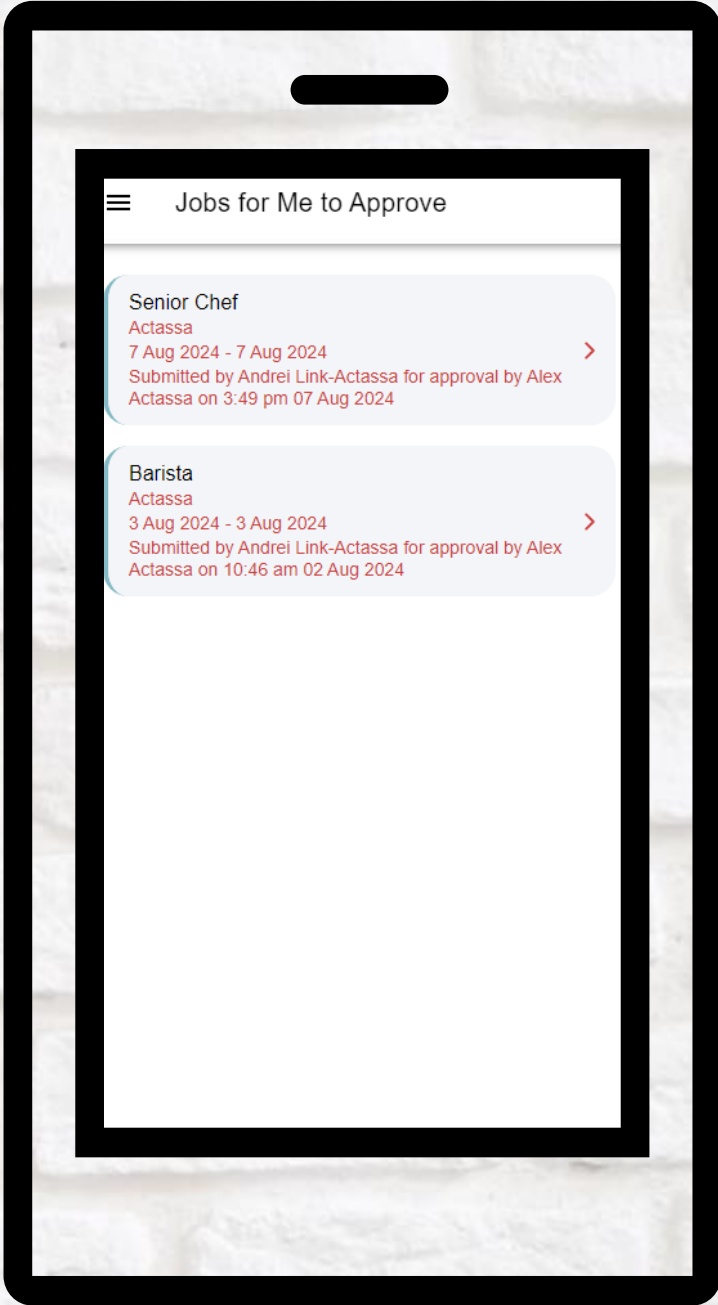 Jobs for Me to Approve
Senior Chef
Actassa
7 Aug 2024 - 7 Aug 2024
Submitted by Andrei Link-Actassa for approval by Alex
Actassa on 3:49 pm 07 Aug 2024
Barista
Actassa
3 Aug 2024 - 3 Aug 2024
Submitted by Andrei Link-Actassa for approval by Alex
Actassa on 10:46 am 02 Aug 2024